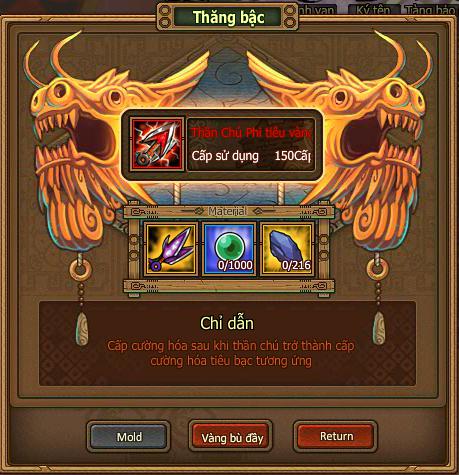 Ký tên Tàng bảo
Thăng bậc
Thần Chú Phi tiêu vàng
Cấp sử dụng 150Cấp
Material
0/1000 0/216
Chỉ dẫn
Cấp cường hóa sau khi thần chú trở thành cấp
cường hóa tiêu bạc tương ứng
Mold Vàng bù đầy Return